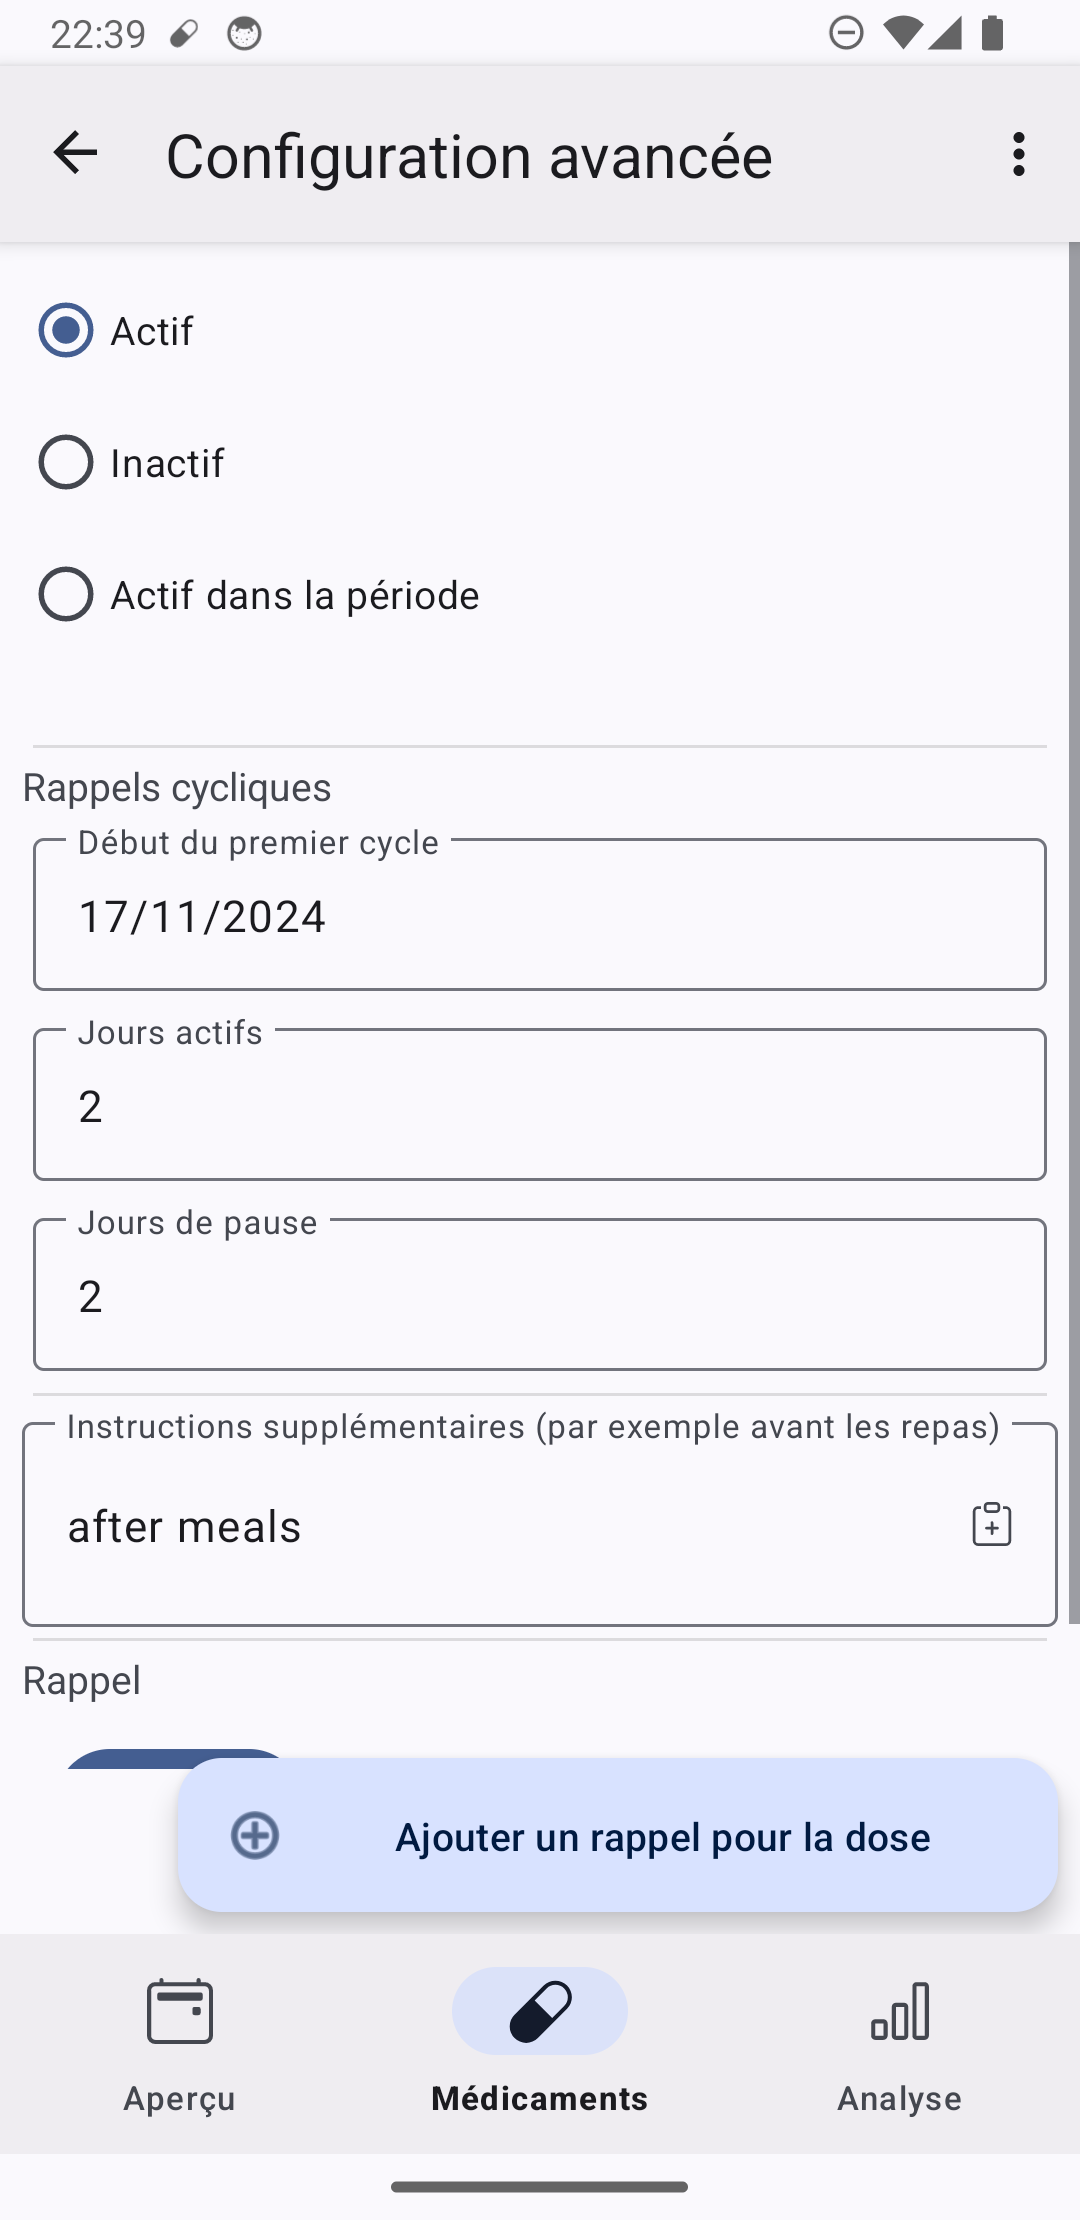 22:39
Configuration avancée
Actif
Inactif
Actif dans la période
Rappels cycliques
Début du premier cycle
17/11/2024
Jours actifs
2
Jours de pause
2
Instructions supplémentaires (par exemple avant les repas)
after meals
Rappel
Ajouter un rappel pour la dose
Aperçu
Médicaments
Analyse